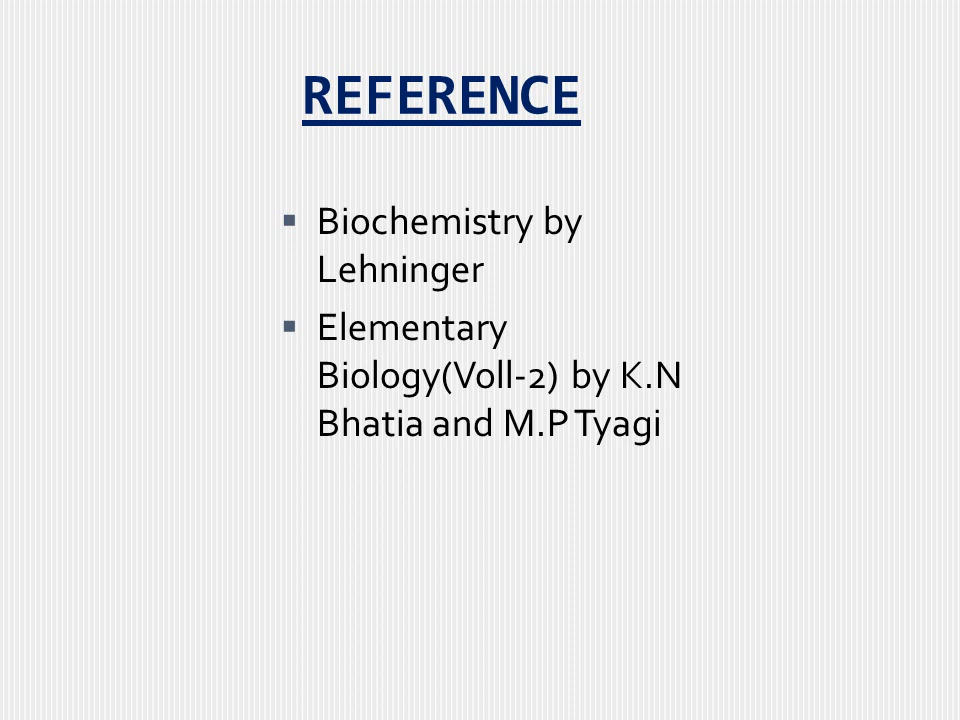 REFERENCE
▪ Biochemistry by
Lehninger
▪ Elementary
Biology(Voll-2) by K.N
Bhatia and M.P Tyagi